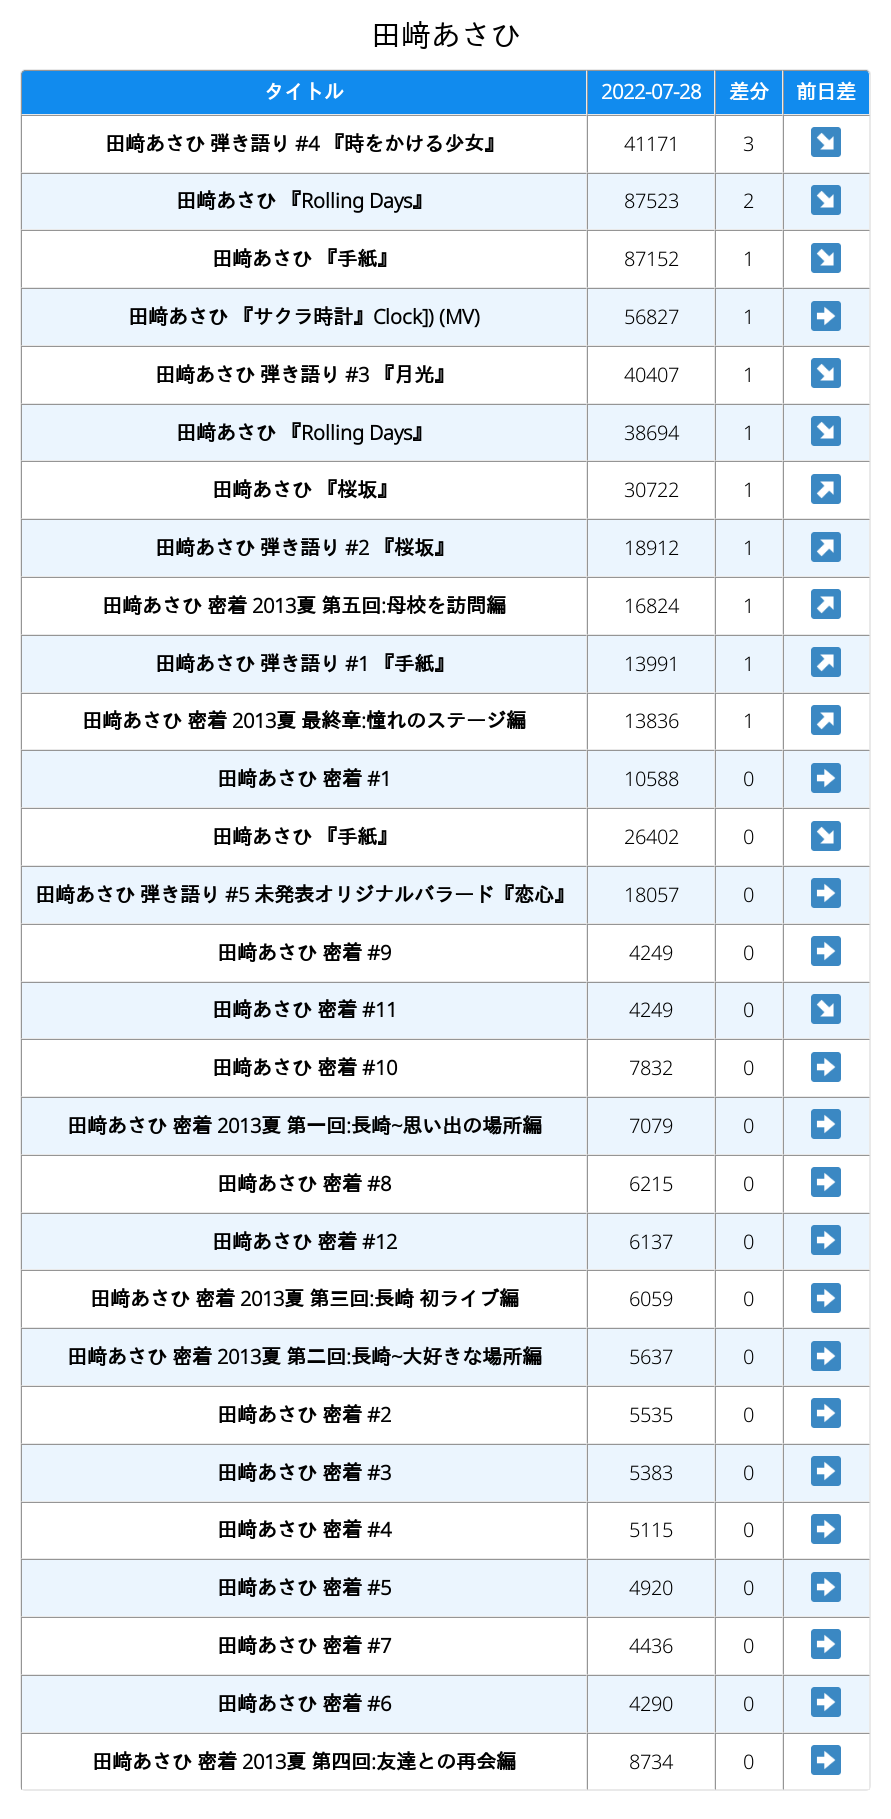 田﨑あさひ
タイトル 2022-07-28 差分 前日差
田﨑あさひ 弾き語り #4 『時をかける少女』 41171 3 ↘
田﨑あさひ 『Rolling Days』 87523 2 ↘
田﨑あさひ 『手紙』 87152 1 ↘
田﨑あさひ 『サクラ時計』Clock]) (MV) 56827 1 ➡
田﨑あさひ 弾き語り #3 『月光』 40407 1 ↘
田﨑あさひ 『Rolling Days』 38694 1 ↘
田﨑あさひ 『桜坂』 30722 1 ↗
田﨑あさひ 弾き語り #2 『桜坂』 18912 1 ↗
田﨑あさひ 密着 2013夏 第五回:母校を訪問編 16824 1 ↗
田﨑あさひ 弾き語り #1 『手紙』 13991 1 ↗
田﨑あさひ 密着 2013夏 最終章:憧れのステージ編 13836 1 ↗
田﨑あさひ 密着 #1 10588 0 ➡
田﨑あさひ 『手紙』 26402 0 ↘
田﨑あさひ 弾き語り #5 未発表オリジナルバラード『恋心』 18057 0 ➡
田﨑あさひ 密着 #9 4249 0 ➡
田﨑あさひ 密着 #11 4249 0 ↘
田﨑あさひ 密着 #10 7832 0 ➡
田﨑あさひ 密着 2013夏 第一回:長崎~思い出の場所編 7079 0 ➡
田﨑あさひ 密着 #8 6215 0 ➡
田﨑あさひ 密着 #12 6137 0 ➡
田﨑あさひ 密着 2013夏 第三回:長崎 初ライブ編 6059 0 ➡
田﨑あさひ 密着 2013夏 第二回:長崎~大好きな場所編 5637 0 ➡
田﨑あさひ 密着 #2 5535 0 ➡
田﨑あさひ 密着 #3 5383 0 ➡
田﨑あさひ 密着 #4 5115 0 ➡
田﨑あさひ 密着 #5 4920 0 ➡
田﨑あさひ 密着 #7 4436 0 ➡
田﨑あさひ 密着 #6 4290 0 ➡
田﨑あさひ 密着 2013夏 第四回:友達との再会編 8734 0 ➡